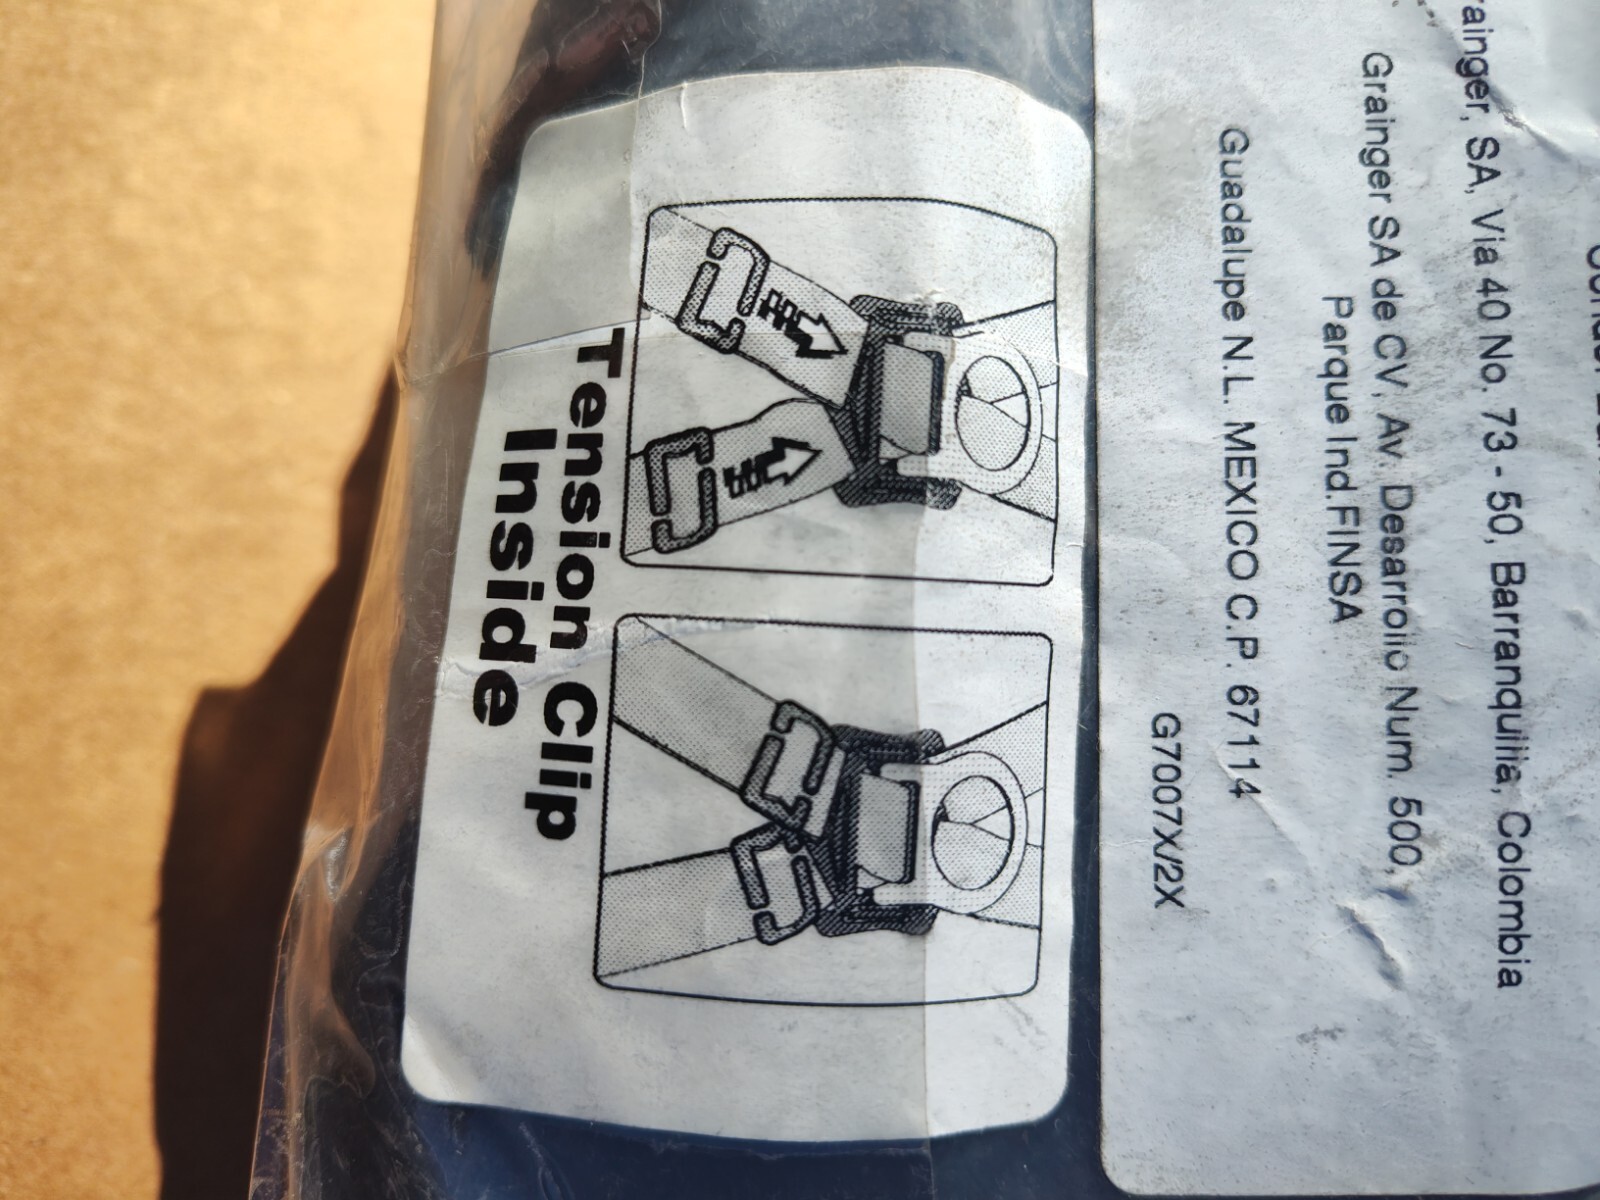 Tension Clip
Inside
Grainger, SA, Via 40 No. 73 - 50, Barranquilla, Colombia
Grainger SA de CV. Av. Desarrollo Num. 500,
Parque Ind.FINSA
Guadalupe N.L. MEXICO C.P. 67114
G7007X/2X